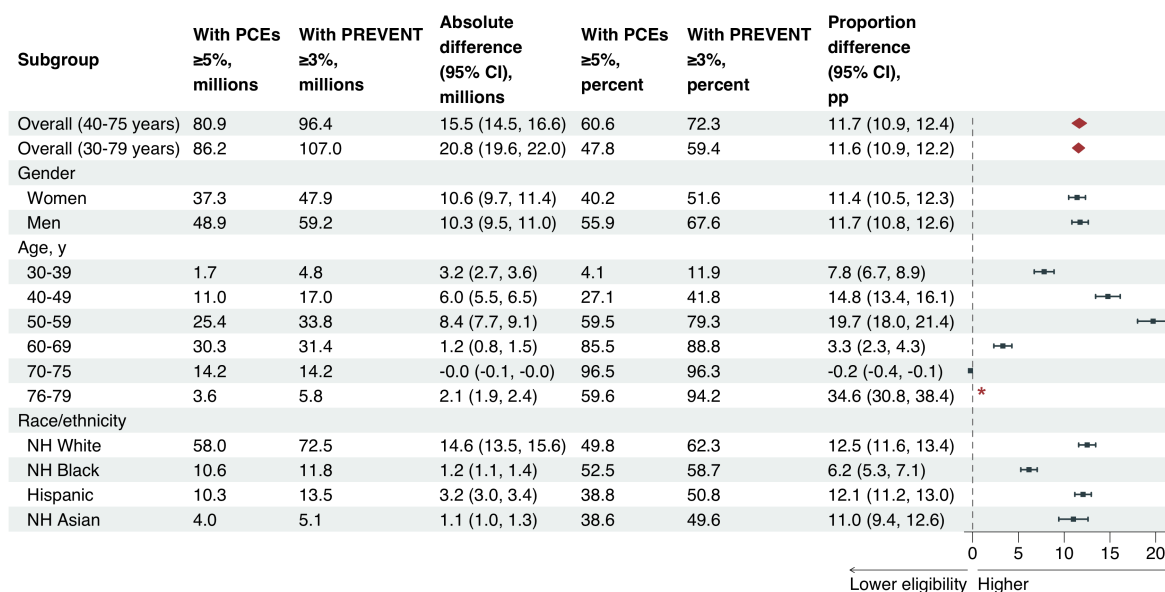 Subgroup With PCEs ≥5%, millions With PREVENT ≥3%, millions Absolute difference (95% CI), millions With PCEs ≥5%, percent With PREVENT ≥3%, percent Proportion difference (95% CI), pp
Overall (40-75 years) 80.9 96.4 15.5 (14.5, 16.6) 60.6 72.3 11.7 (10.9, 12.4)
Overall (30-79 years) 86.2 107.0 20.8 (19.6, 22.0) 47.8 59.4 11.6 (10.9, 12.2)
Gender
Women 37.3 47.9 10.6 (9.7, 11.4) 40.2 51.6 11.4 (10.5, 12.3)
Men 48.9 59.2 10.3 (9.5, 11.0) 55.9 67.6 11.7 (10.8, 12.6)
Age, y
30-39 1.7 4.8 3.2 (2.7, 3.6) 4.1 11.9 7.8 (6.7, 8.9)
40-49 11.0 17.0 6.0 (5.5, 6.5) 27.1 41.8 14.8 (13.4, 16.1)
50-59 25.4 33.8 8.4 (7.7, 9.1) 59.5 79.3 19.7 (18.0, 21.4)
60-69 30.3 31.4 1.2 (0.8, 1.5) 85.5 88.8 3.3 (2.3, 4.3)
70-75 14.2 14.2 -0.0 (-0.1, -0.0) 96.5 96.3 -0.2 (-0.4, -0.1)
76-79 3.6 5.8 2.1 (1.9, 2.4) 59.6 94.2 34.6 (30.8, 38.4) *
Race/ethnicity
NH White 58.0 72.5 14.6 (13.5, 15.6) 49.8 62.3 12.5 (11.6, 13.4)
NH Black 10.6 11.8 1.2 (1.1, 1.4) 52.5 58.7 6.2 (5.3, 7.1)
Hispanic 10.3 13.5 3.2 (3.0, 3.4) 38.8 50.8 12.1 (11.2, 13.0)
NH Asian 4.0 5.1 1.1 (1.0, 1.3) 38.6 49.6 11.0 (9.4, 12.6)
0 5 10 15 20
Lower eligibility Higher